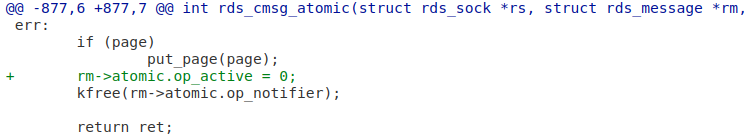 @@ -877,6 +877,7 @@ int rds_cmsg_atomic(struct rds_sock *rs, struct rds_message *rm,
 err:
        if (page)
                put_page(page);
+       rm->atomic.op_active = 0;
        kfree(rm->atomic.op_notifier);

        return ret;